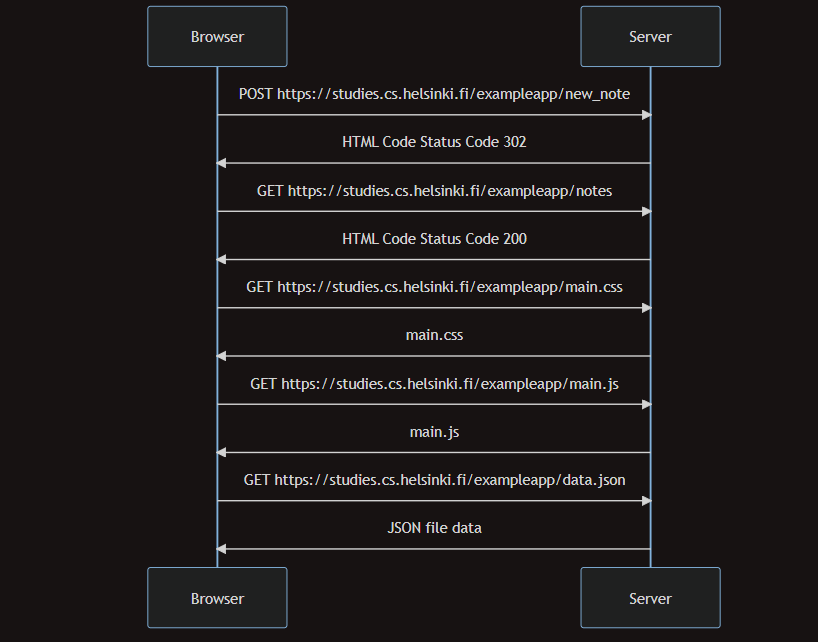 Browser
Server
POST https://studies.cs.helsinki.fi/exampleapp/new_note
HTML Code Status Code 302
GET https://studies.cs.helsinki.fi/exampleapp/notes
HTML Code Status Code 200
GET https://studies.cs.helsinki.fi/exampleapp/main.css
main.css
GET https://studies.cs.helsinki.fi/exampleapp/main.js
main.js
GET https://studies.cs.helsinki.fi/exampleapp/data.json
JSON file data
Browser
Server